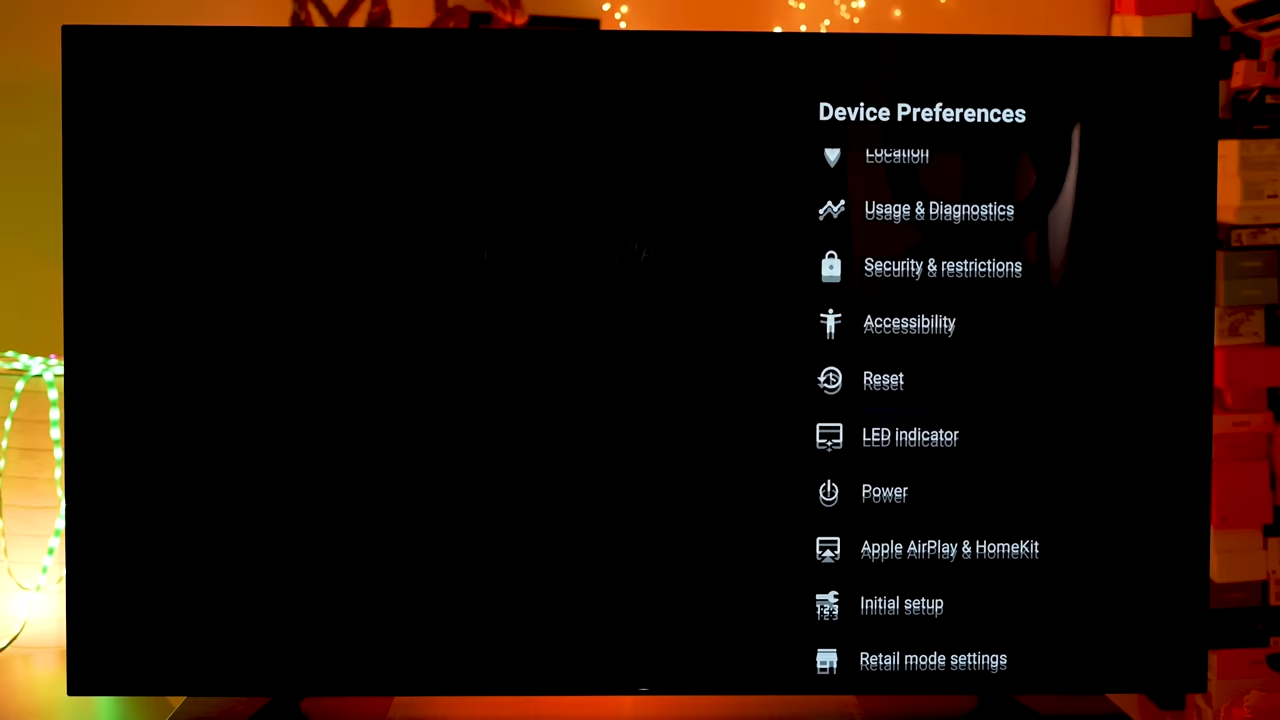 Device Preferences
Location
Usage & Diagnostics
Security & restrictions
Accessibility
Reset
LED indicator
Power
Apple AirPlay & HomeKit
Initial setup
Retail mode settings